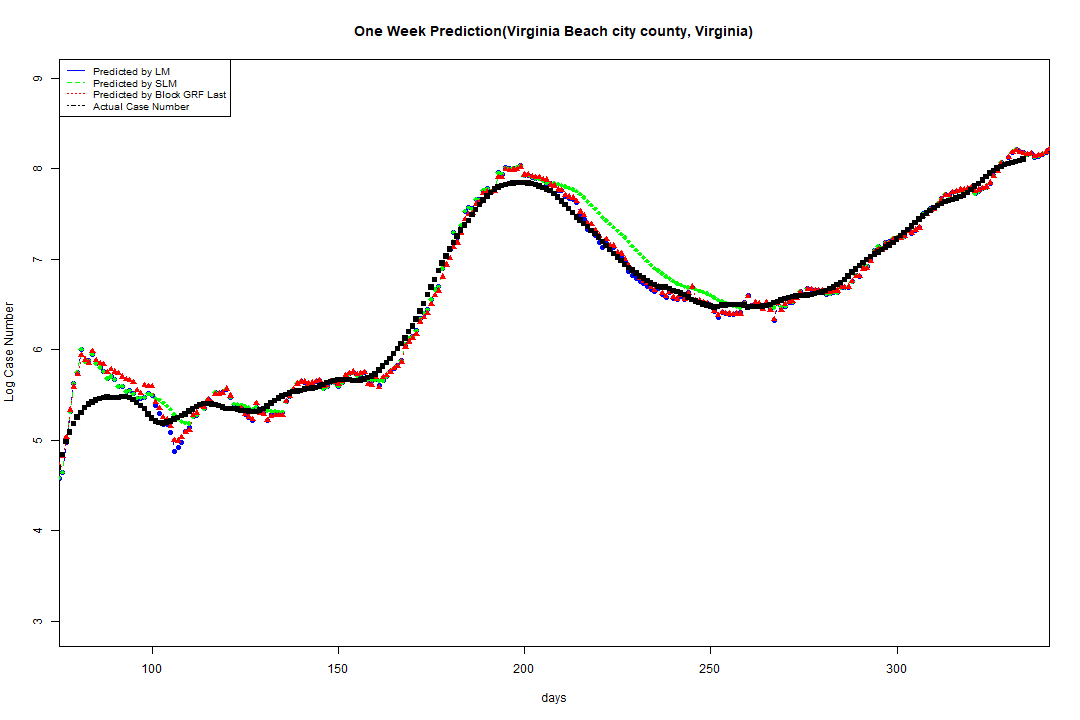 One Week Prediction(Virginia Beach city county, Virginia)
Predicted by LM
Predicted by SLM
Predicted by Block GRF Last
Actual Case Number
9
8
7
6
5
4
3
Log Case Number
100
150
200
250
300
days